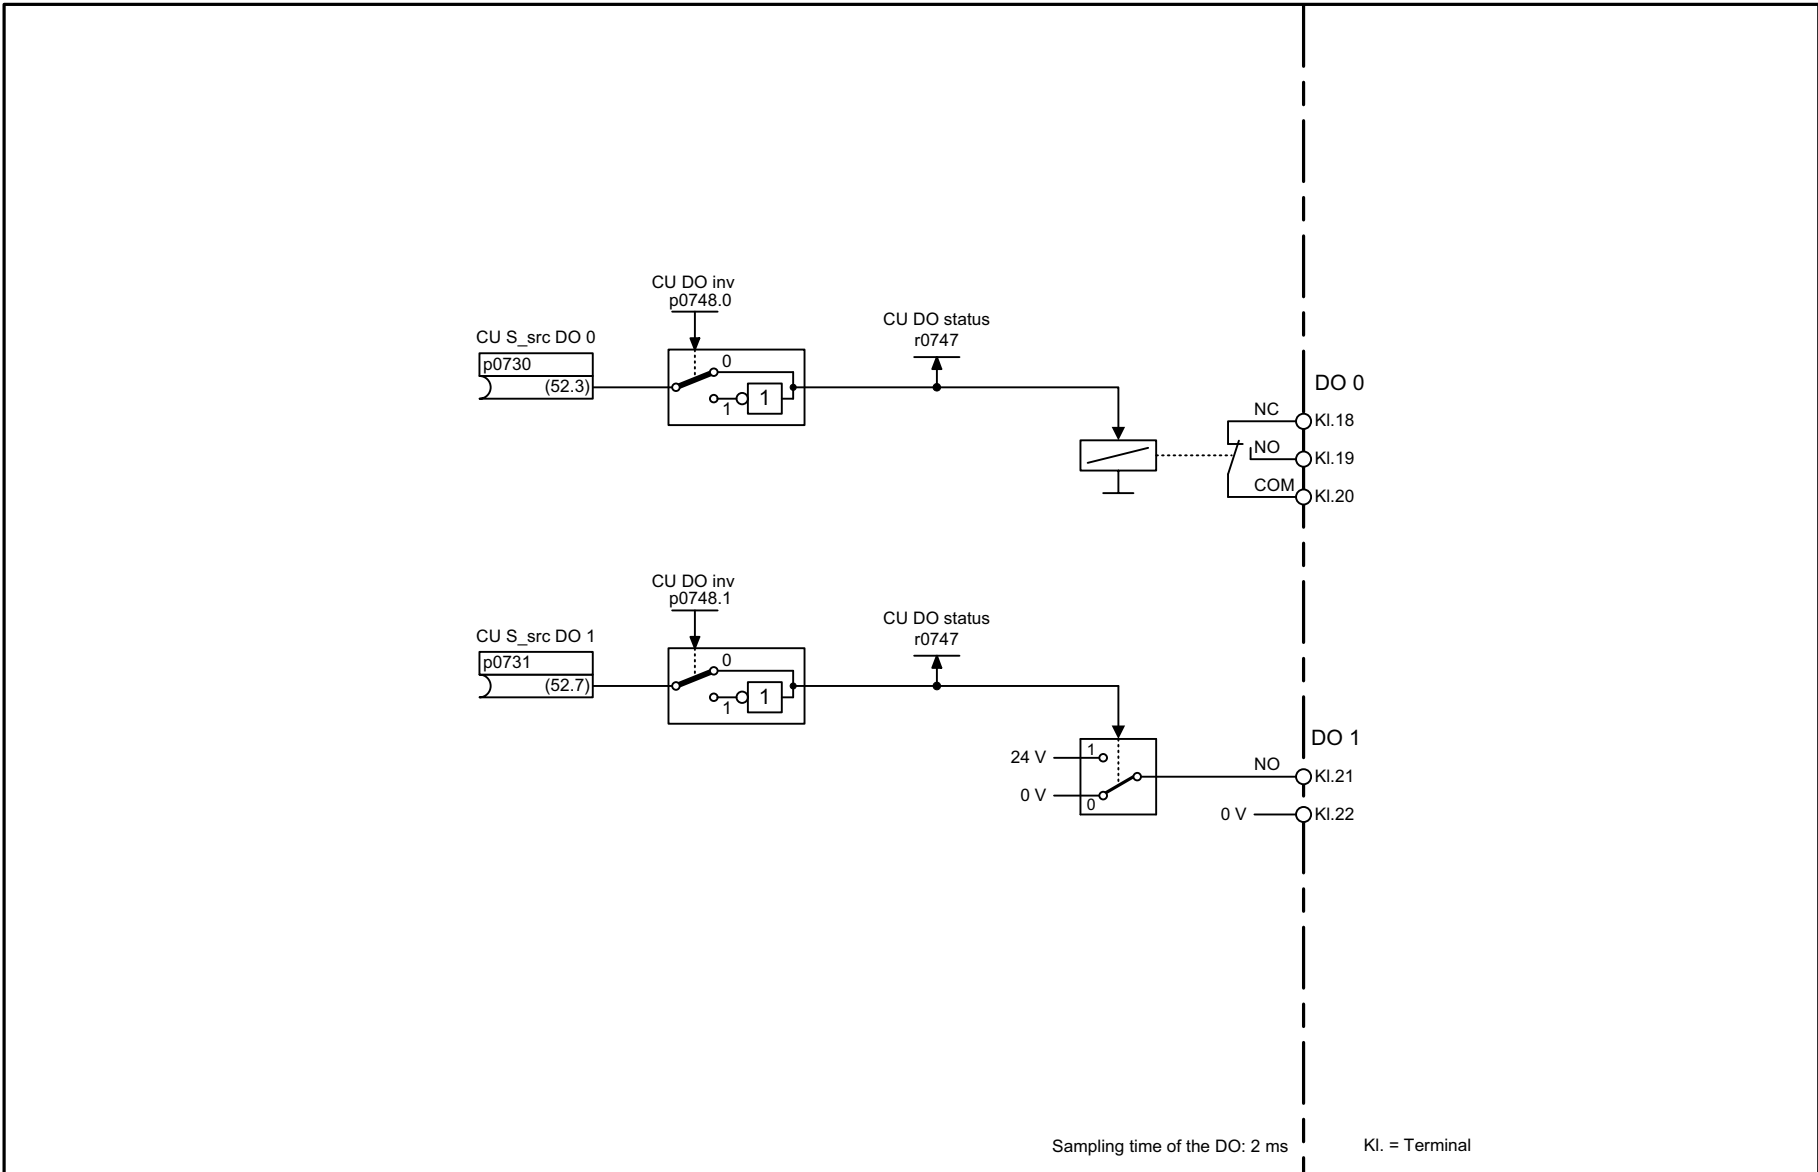 CU DO inv
p0748.0
CU S_src DO 0
p0730
(52.3)
0
1
1
CU DO status
r0747
DO 0
NC
Kl.18
NO
Kl.19
COM
Kl.20
CU DO inv
p0748.1
CU S_src DO 1
p0731
(52.7)
0
1
1
CU DO status
r0747
DO 1
24 V
1
0 V
0
NO
Kl.21
0 V
Kl.22
Sampling time of the DO: 2 ms
Kl. = Terminal